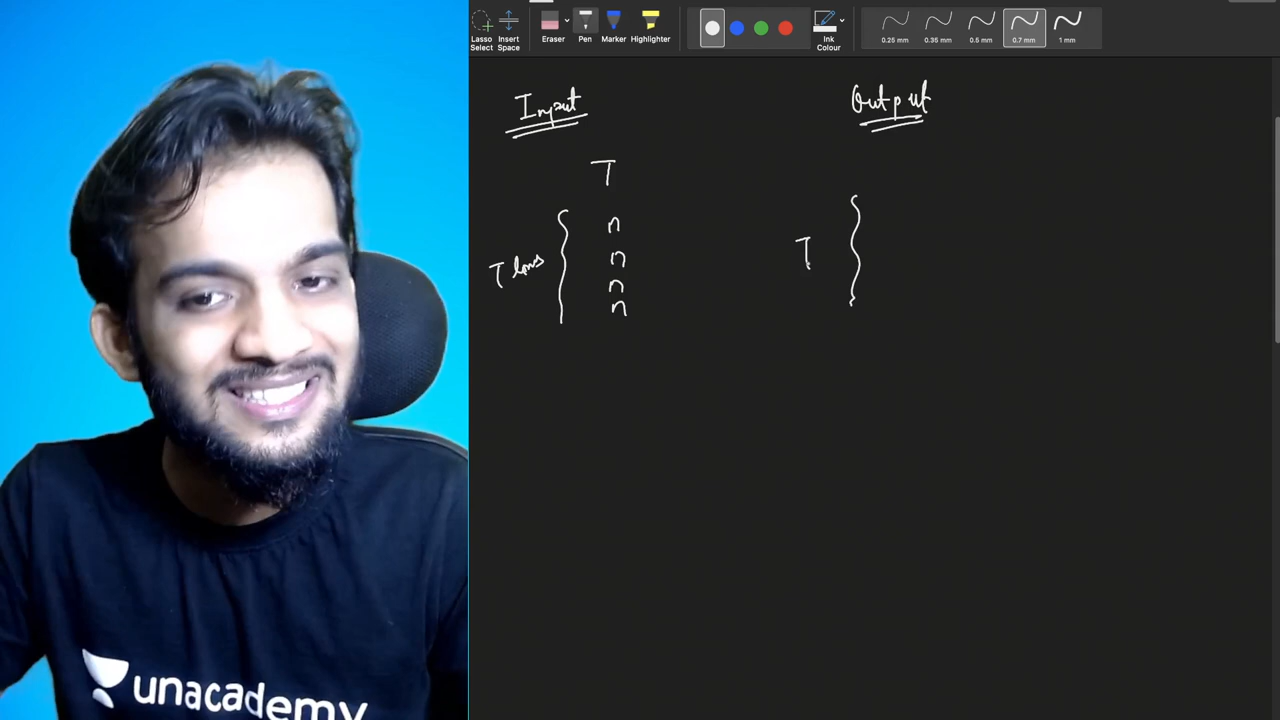 Lasso Select
Insert Space
Eraser
Pen
Marker
Highlighter
Ink Colour
0.25 mm
0.35 mm
0.5 mm
0.7 mm
1 mm
Input
Output
T
n
T lines
n
T
n
n
unacademy